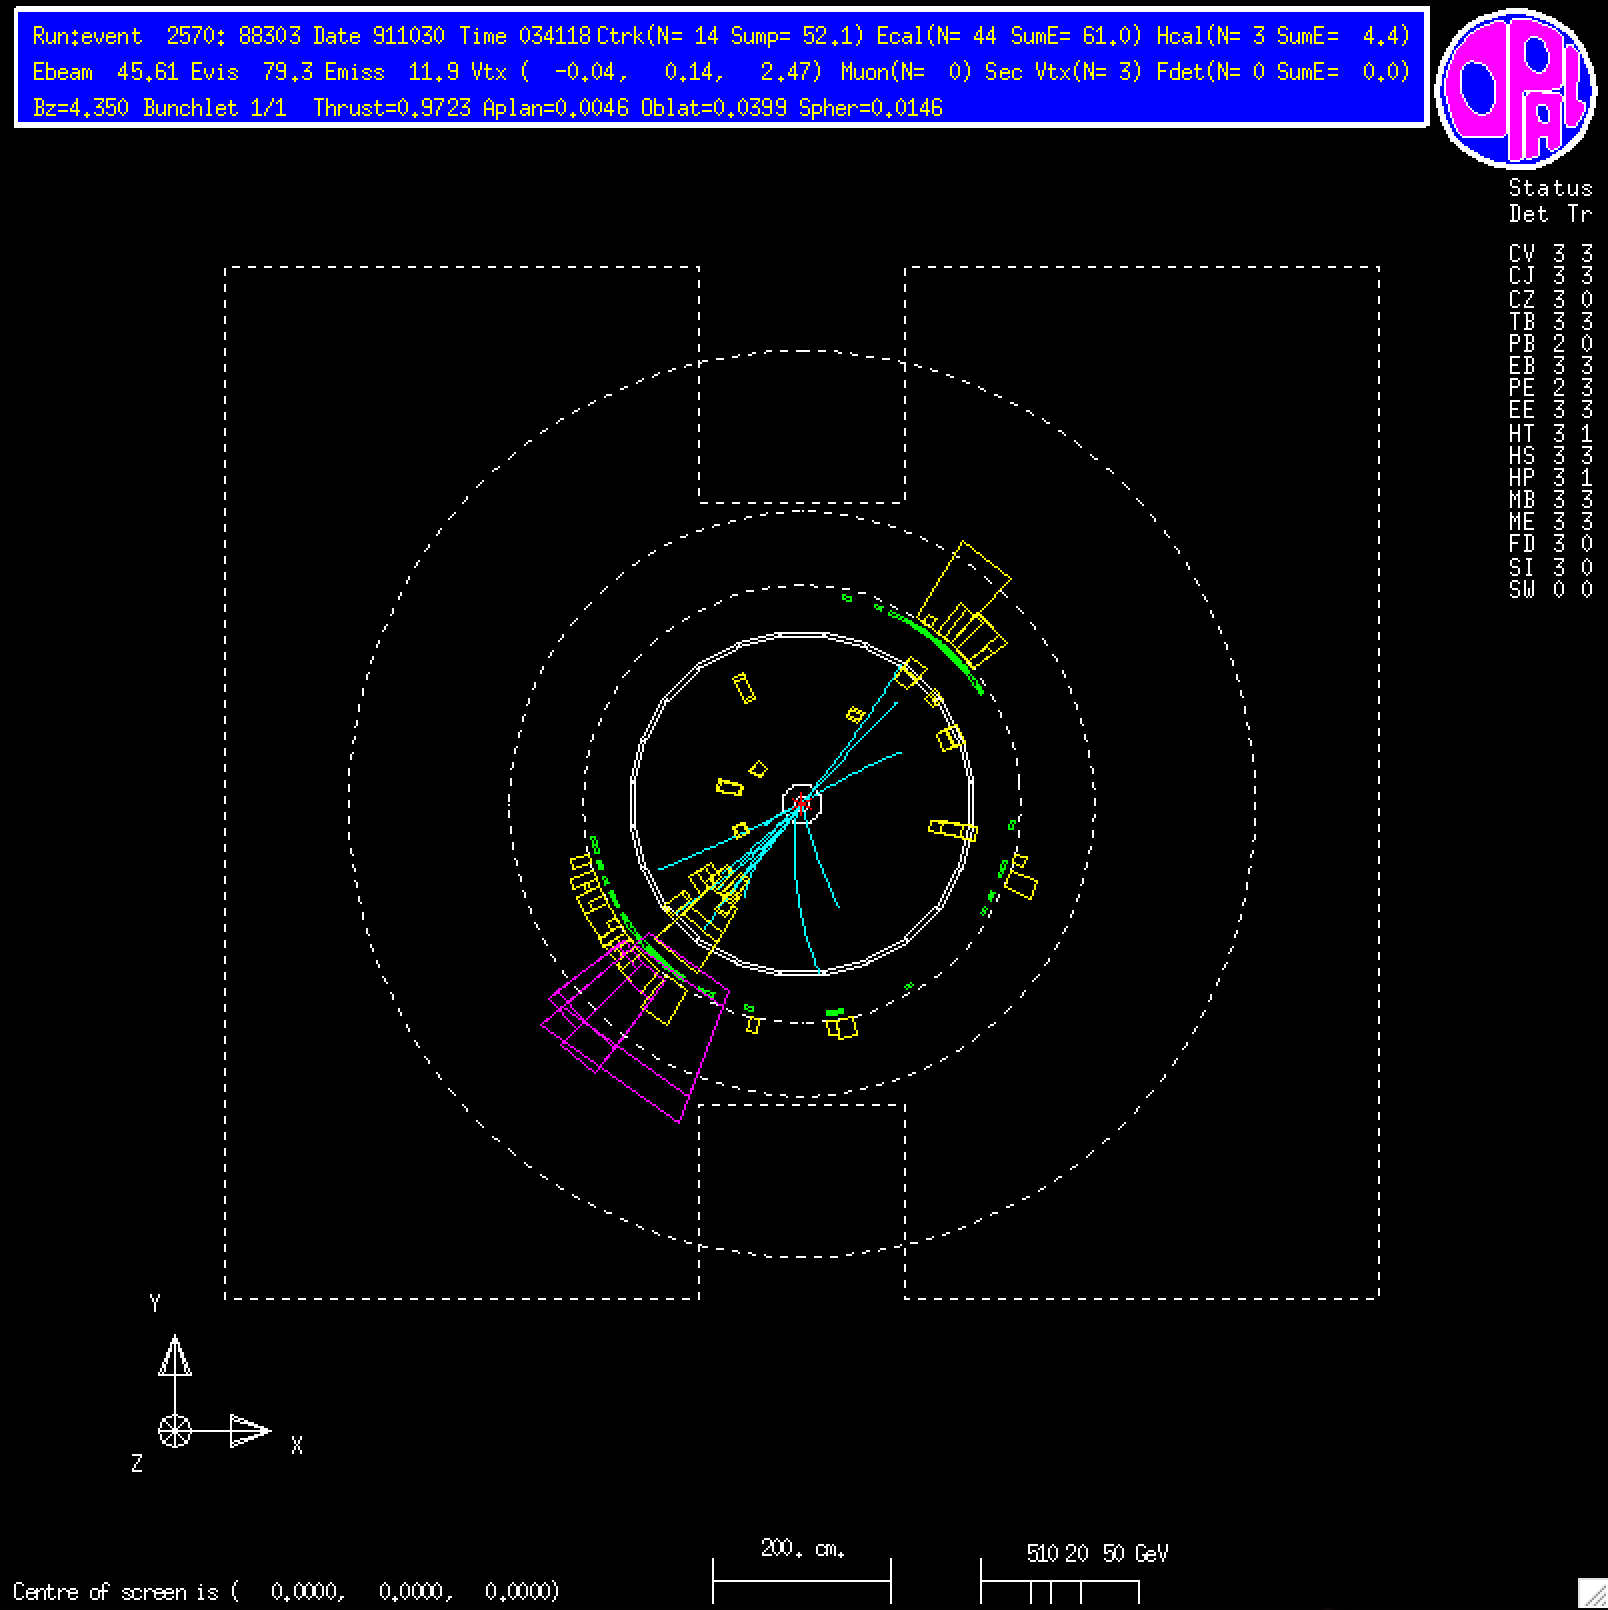 Run:event 2570: 88303 Date 911030 Time 034118 Ctrk(N= 14 Sump= 52.1) Ecal(N= 44 SumE= 61.0) Hcal(N= 3 SumE= 4.4)
Ebeam 45.61 Evis 79.3 Emiss 11.9 Vtx ( -0.04, 0.14, 2.47) Muon(N= 0) Sec Vtx(N= 3) Fdet(N= 0 SumE= 0.0)
Bz=4.350 Bunchlet 1/1 Thrust=0.9723 Aplan=0.0046 Oblat=0.0399 Spher=0.0146
OPAL
Status
Det Tr
CV 3 3
CJ 3 3
CZ 3 0
TB 3 3
PB 2 0
EB 3 3
PE 2 3
EE 3 3
HT 3 1
HS 3 3
HP 3 1
MB 3 3
ME 3 3
FD 3 0
SI 3 0
SW 0 0
Y
X
Z
200. cm.
5 10 20 50 GeV
Centre of screen is ( 0.0000, 0.0000, 0.0000)